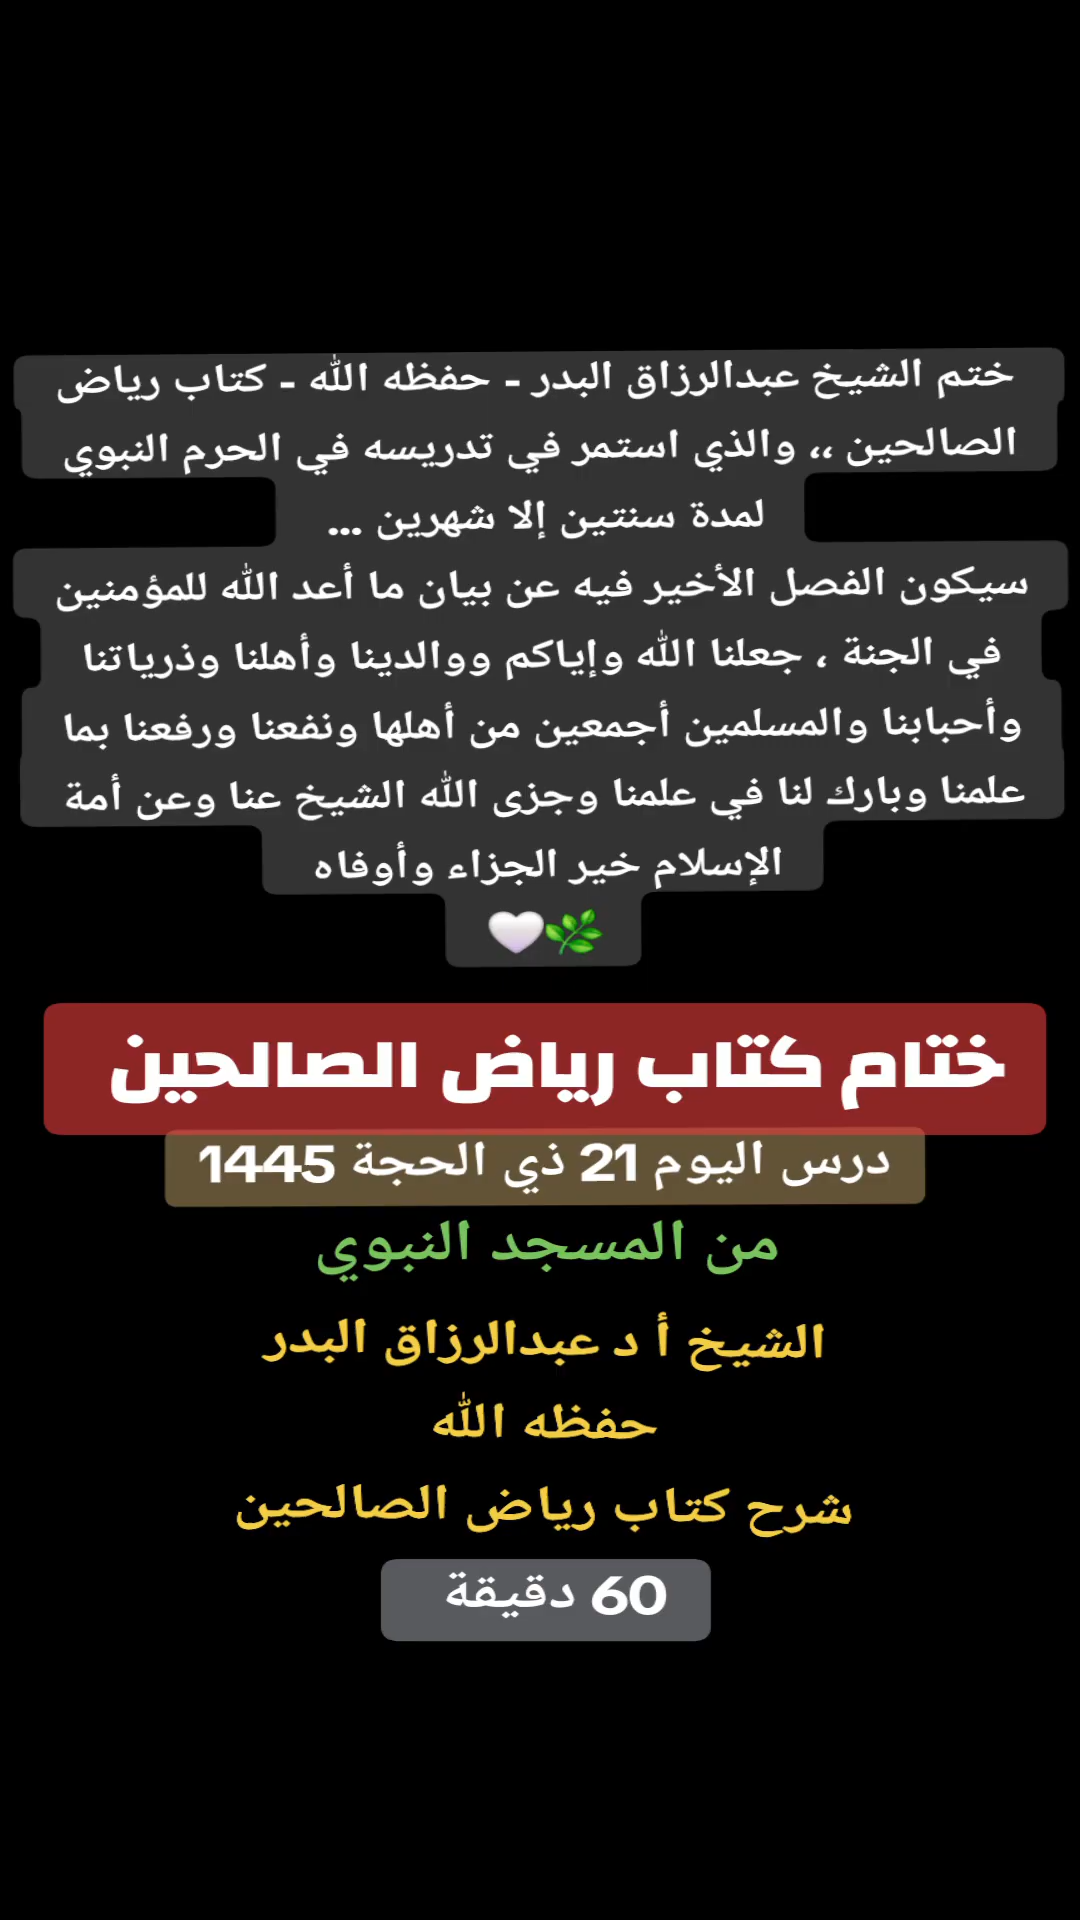 ختم الشيخ عبدالرزاق البدر - حفظه الله - كتاب رياض
الصالحين ،، والذي استمر في تدريسه في الحرم النبوي
لمدة سنتين إلا شهرين ...
سيكون الفصل الأخير فيه عن بيان ما أعد الله للمؤمنين
في الجنة ، جعلنا الله وإياكم ووالدينا وأهلنا وذرياتنا
وأحبابنا والمسلمين أجمعين من أهلها ونفعنا ورفعنا بما
علمنا وبارك لنا في علمنا وجزى الله الشيخ عنا وعن أمة
الإسلام خير الجزاء وأوفاه
🌿🤍
ختام كتاب رياض الصالحين
درس اليوم 21 ذي الحجة 1445
من المسجد النبوي
الشيخ أ د عبدالرزاق البدر
حفظه الله
شرح كتاب رياض الصالحين
60 دقيقة